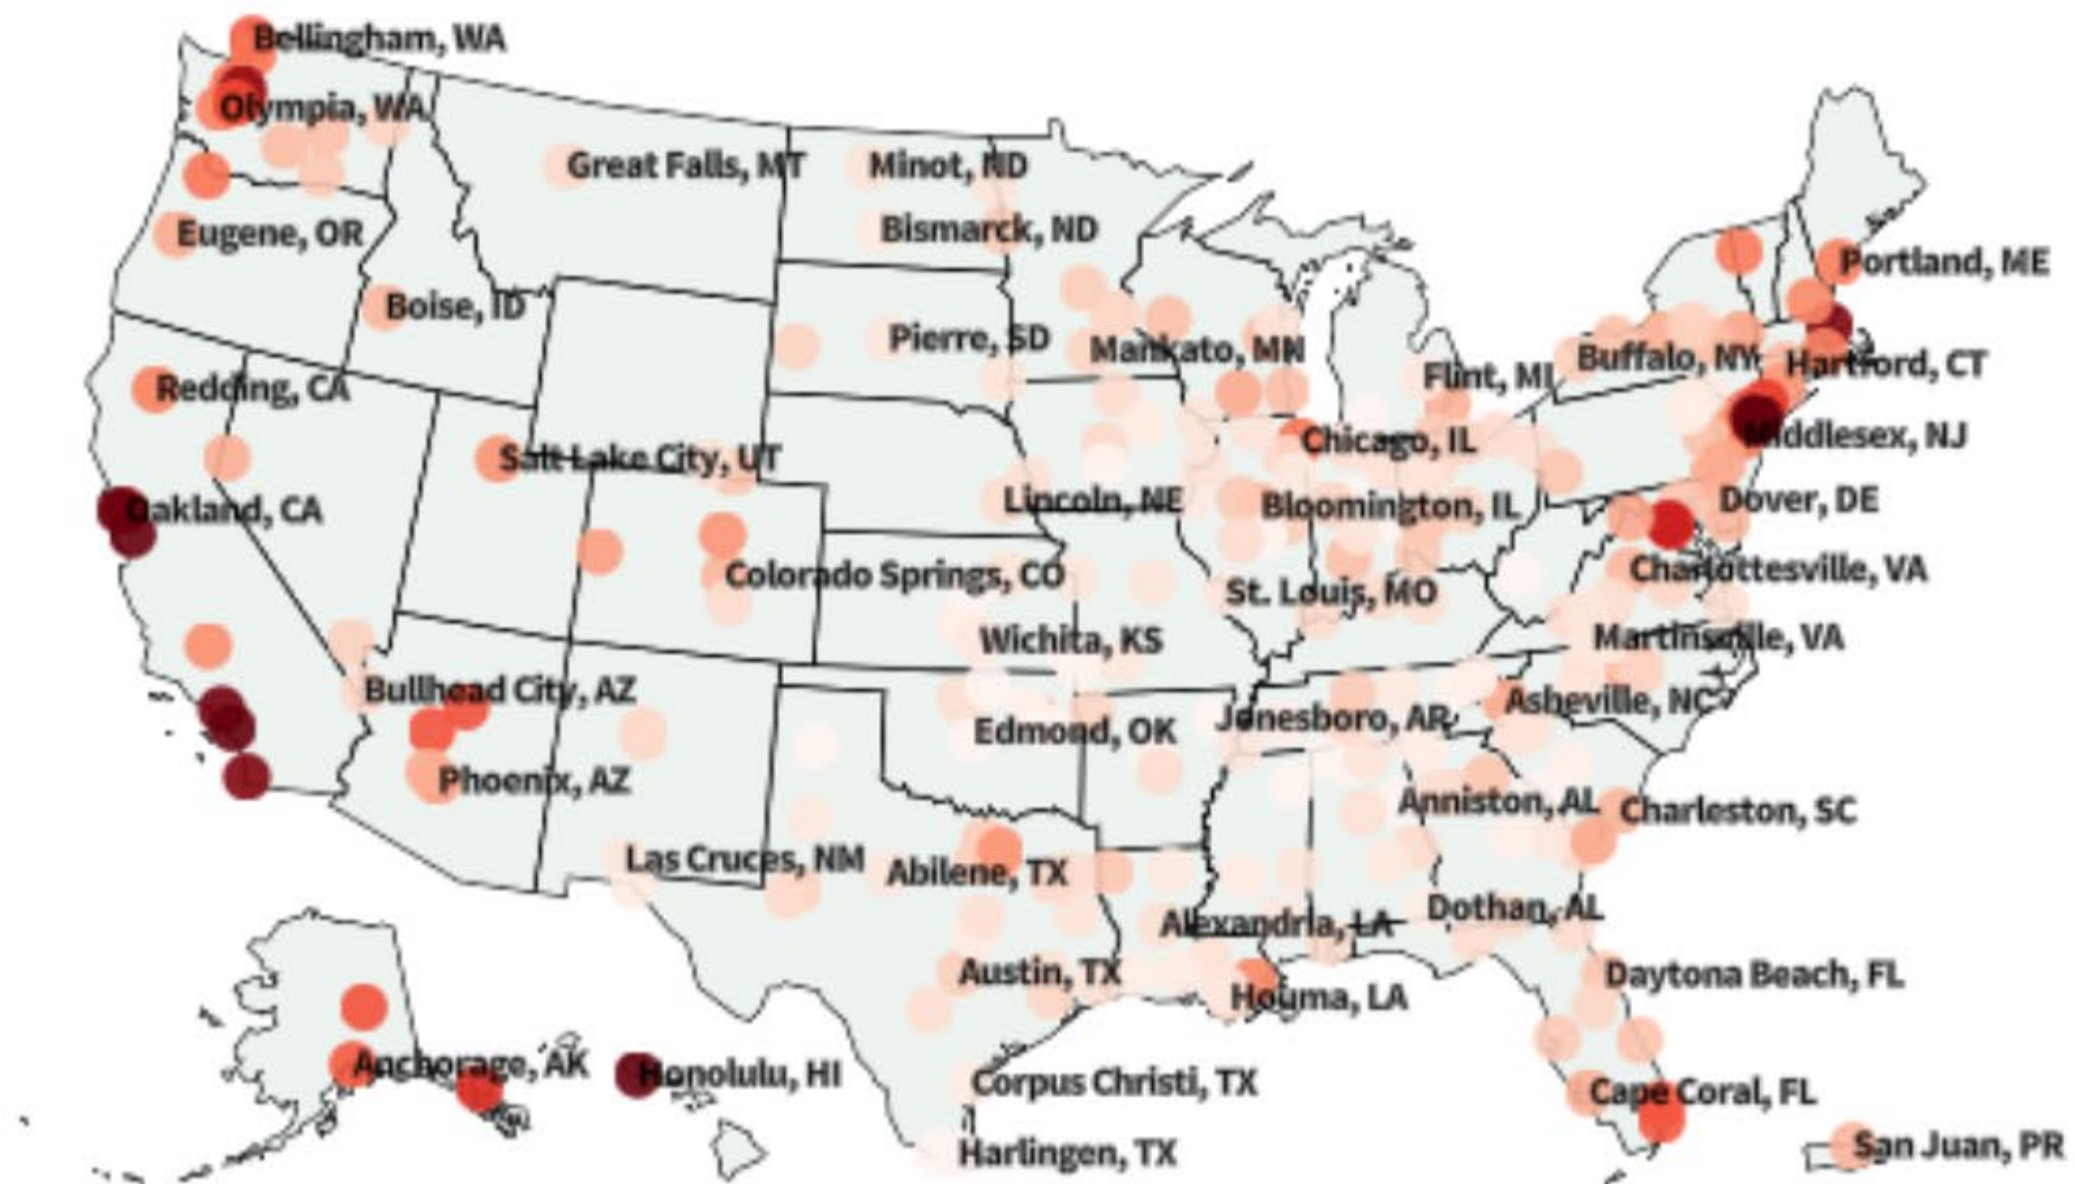 Bellingham, WA
Olympia, WA
Great Falls, MT
Minot, ND
Eugene, OR
Bismarck, ND
Portland, ME
Boise, ID
Pierre, SD
Mankato, MN
Buffalo, NY
Hartford, CT
Flint, MI
Redding, CA
Chicago, IL
Middlesex, NJ
Salt Lake City, UT
Lincoln, NE
Bloomington, IL
Dover, DE
Oakland, CA
Colorado Springs, CO
Charlottesville, VA
St. Louis, MO
Wichita, KS
Martinsville, VA
Bullhead City, AZ
Asheville, NC
Jonesboro, AR
Edmond, OK
Phoenix, AZ
Anniston, AL
Charleston, SC
Las Cruces, NM
Abilene, TX
Dothan, AL
Alexandria, LA
Austin, TX
Daytona Beach, FL
Houma, LA
Anchorage, AK
Honolulu, HI
Corpus Christi, TX
Cape Coral, FL
Harlingen, TX
San Juan, PR